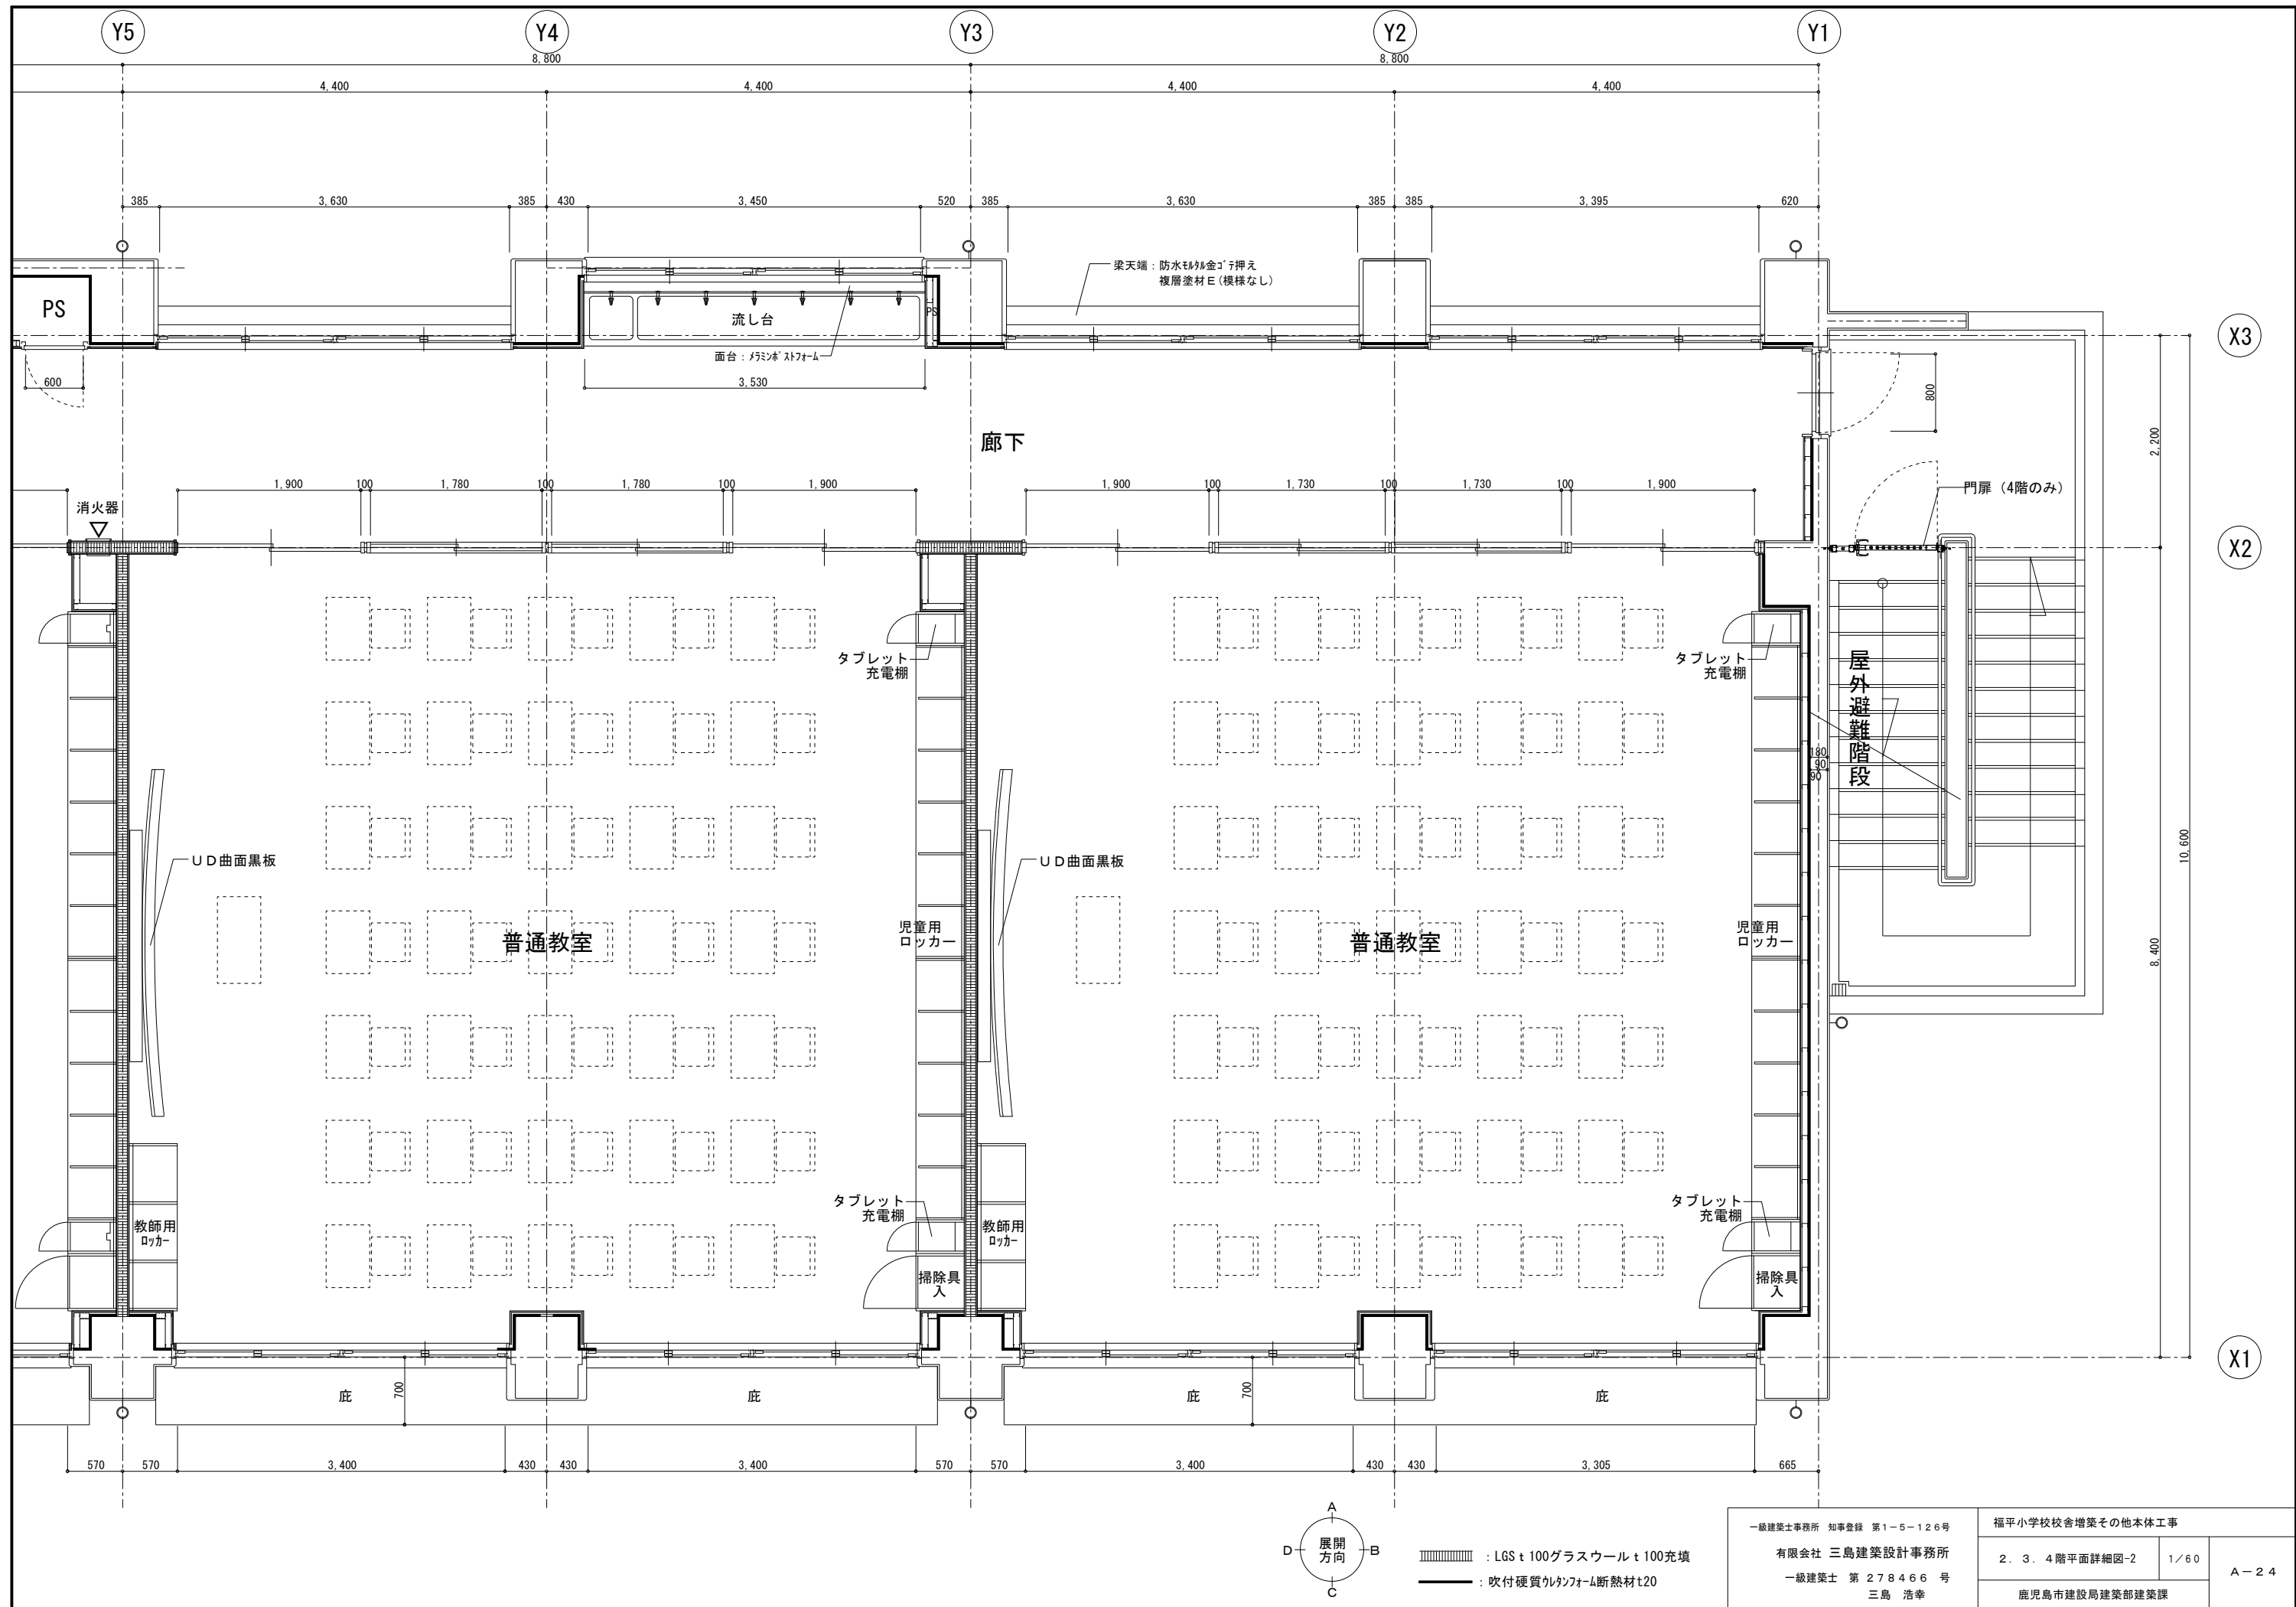 Y5
Y4
Y3
Y2
Y1
8,800
8,800
4,400
4,400
4,400
4,400
385
3,630
385
430
3,450
520
385
3,630
385
385
3,395
620
梁天端：防水ﾓﾙﾀﾙ金ｺﾞﾃ押え
複層塗材Ｅ(模様なし)
PS
流し台
PS
面台：ﾒﾗﾐﾝﾎﾟｽﾄﾌｫｰﾑ
X3
600
3,530
800
廊下
2,200
1,900
100
1,780
100
1,780
100
1,900
1,900
100
1,730
100
1,730
100
1,900
消火器
門扉（4階のみ）
X2
タブレット
充電棚
タブレット
充電棚
屋外避難階段
180
90
90
ＵＤ曲面黒板
ＵＤ曲面黒板
10,600
8,400
普通教室
児童用
ロッカー
普通教室
児童用
ロッカー
タブレット
充電棚
タブレット
充電棚
教師用
ﾛｯｶｰ
教師用
ﾛｯｶｰ
掃除具
入
掃除具
入
X1
庇
700
庇
庇
700
庇
570
570
3,400
430
430
3,400
570
570
3,400
430
430
3,305
665
A
D
展開
方向
B
C
：LGSｔ100グラスウールｔ100充填
：吹付硬質ｳﾚﾀﾝﾌｫｰﾑ断熱材t20
一級建築士事務所　知事登録　第１－５－１２６号
有限会社 三島建築設計事務所
一級建築士　第 ２７８４６６ 号
三島　浩幸
福平小学校校舎増築その他本体工事
２．３．４階平面詳細図-2
1／60
Ａ－２４
鹿児島市建設局建築部建築課